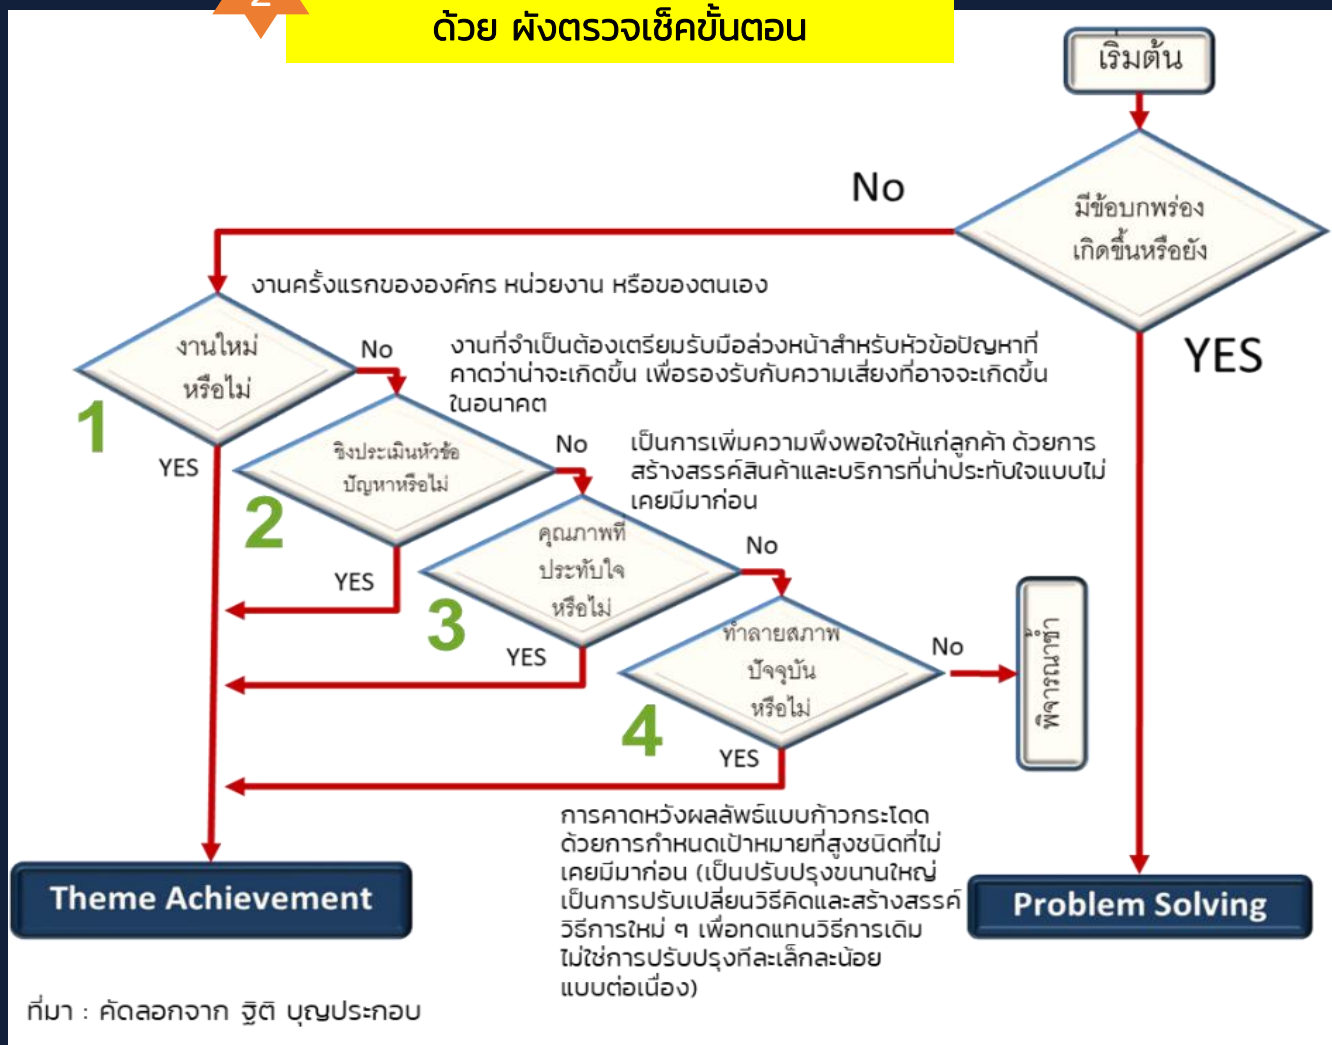 2
ด้วย ผังตรวจเช็คขั้นตอน
เริ่มต้น
มีข้อบกพร่อง
เกิดขึ้นหรือยัง
No
YES
งานครั้งแรกขององค์กร หน่วยงาน หรือของตนเอง
งานใหม่
หรือไม่
1
No
YES
งานที่จำเป็นต้องเตรียมรับมือล่วงหน้าสำหรับหัวข้อปัญหาที่
คาดว่าน่าจะเกิดขึ้น เพื่อรองรับกับความเสี่ยงที่อาจจะเกิดขึ้น
ในอนาคต
ชิงประเมินหัวข้อ
ปัญหาหรือไม่
2
No
YES
เป็นการเพิ่มความพึงพอใจให้แก่ลูกค้า ด้วยการ
สร้างสรรค์สินค้าและบริการที่น่าประทับใจแบบไม่
เคยมีมาก่อน
คุณภาพที่
ประทับใจ
หรือไม่
3
No
YES
ทำลายสภาพ
ปัจจุบัน
หรือไม่
4
No
YES
พิจารณาซ้ำ
การคาดหวังผลลัพธ์แบบก้าวกระโดด
ด้วยการกำหนดเป้าหมายที่สูงชนิดที่ไม่
เคยมีมาก่อน (เป็นปรับปรุงขนานใหญ่
เป็นการปรับเปลี่ยนวิธีคิดและสร้างสรรค์
วิธีการใหม่ ๆ เพื่อทดแทนวิธีการเดิม
ไม่ใช่การปรับปรุงทีละเล็กละน้อย
แบบต่อเนื่อง)
Theme Achievement
Problem Solving
ที่มา : คัดลอกจาก ฐิติ บุญประกอบ